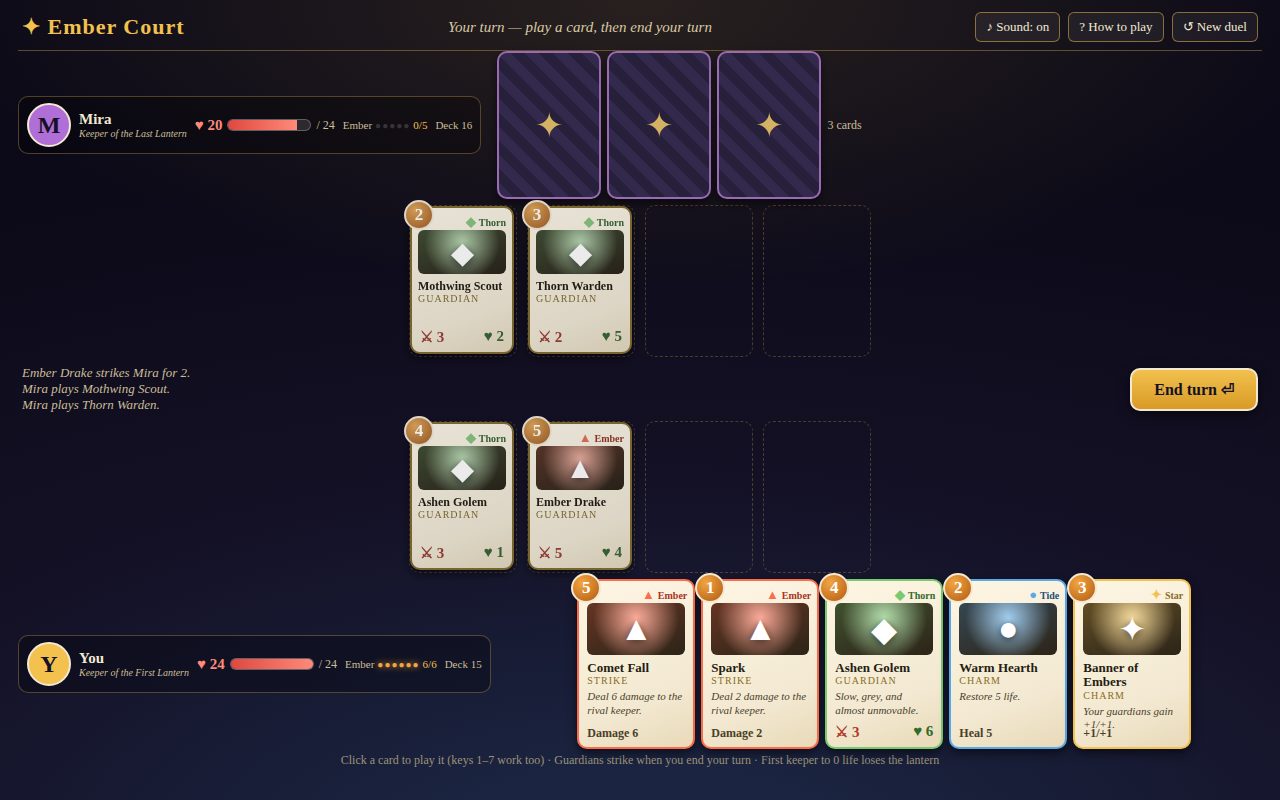 ✦ Ember Court
Your turn — play a card, then end your turn
♪ Sound: on
? How to play
↺ New duel
M
Mira
Keeper of the Last Lantern
♥ 20 / 24 Ember 0/5 Deck 16
3 cards
2
Thorn
Mothwing Scout
GUARDIAN
⚔ 3 ♥ 2
3
Thorn
Thorn Warden
GUARDIAN
⚔ 2 ♥ 5
Ember Drake strikes Mira for 2.
Mira plays Mothwing Scout.
Mira plays Thorn Warden.
End turn ⏎
4
Thorn
Ashen Golem
GUARDIAN
⚔ 3 ♥ 1
5
Ember
Ember Drake
GUARDIAN
⚔ 5 ♥ 4
Y
You
Keeper of the First Lantern
♥ 24 / 24 Ember 6/6 Deck 15
5
Ember
Comet Fall
STRIKE
Deal 6 damage to the
rival keeper.
Damage 6
1
Ember
Spark
STRIKE
Deal 2 damage to the
rival keeper.
Damage 2
4
Thorn
Ashen Golem
GUARDIAN
Slow, grey, and
almost unmovable.
⚔ 3 ♥ 6
2
Tide
Warm Hearth
CHARM
Restore 5 life.
Heal 5
3
Star
Banner of
Embers
CHARM
Your guardians gain
+1/+1.
+1/+1
Click a card to play it (keys 1–7 work too) · Guardians strike when you end your turn · First keeper to 0 life loses the lantern